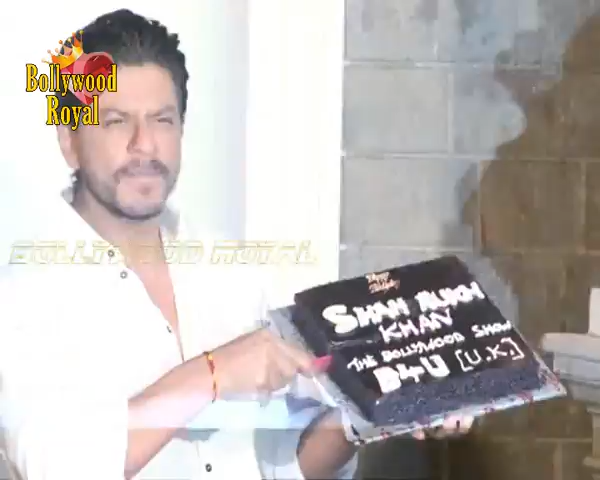 Bollywood
Royal
BOLLYWOOD ROYAL
Happy
Birthday
SHAH RUKH
KHAN
THE BOLLYWOOD SHOW
B4U [U.K.]